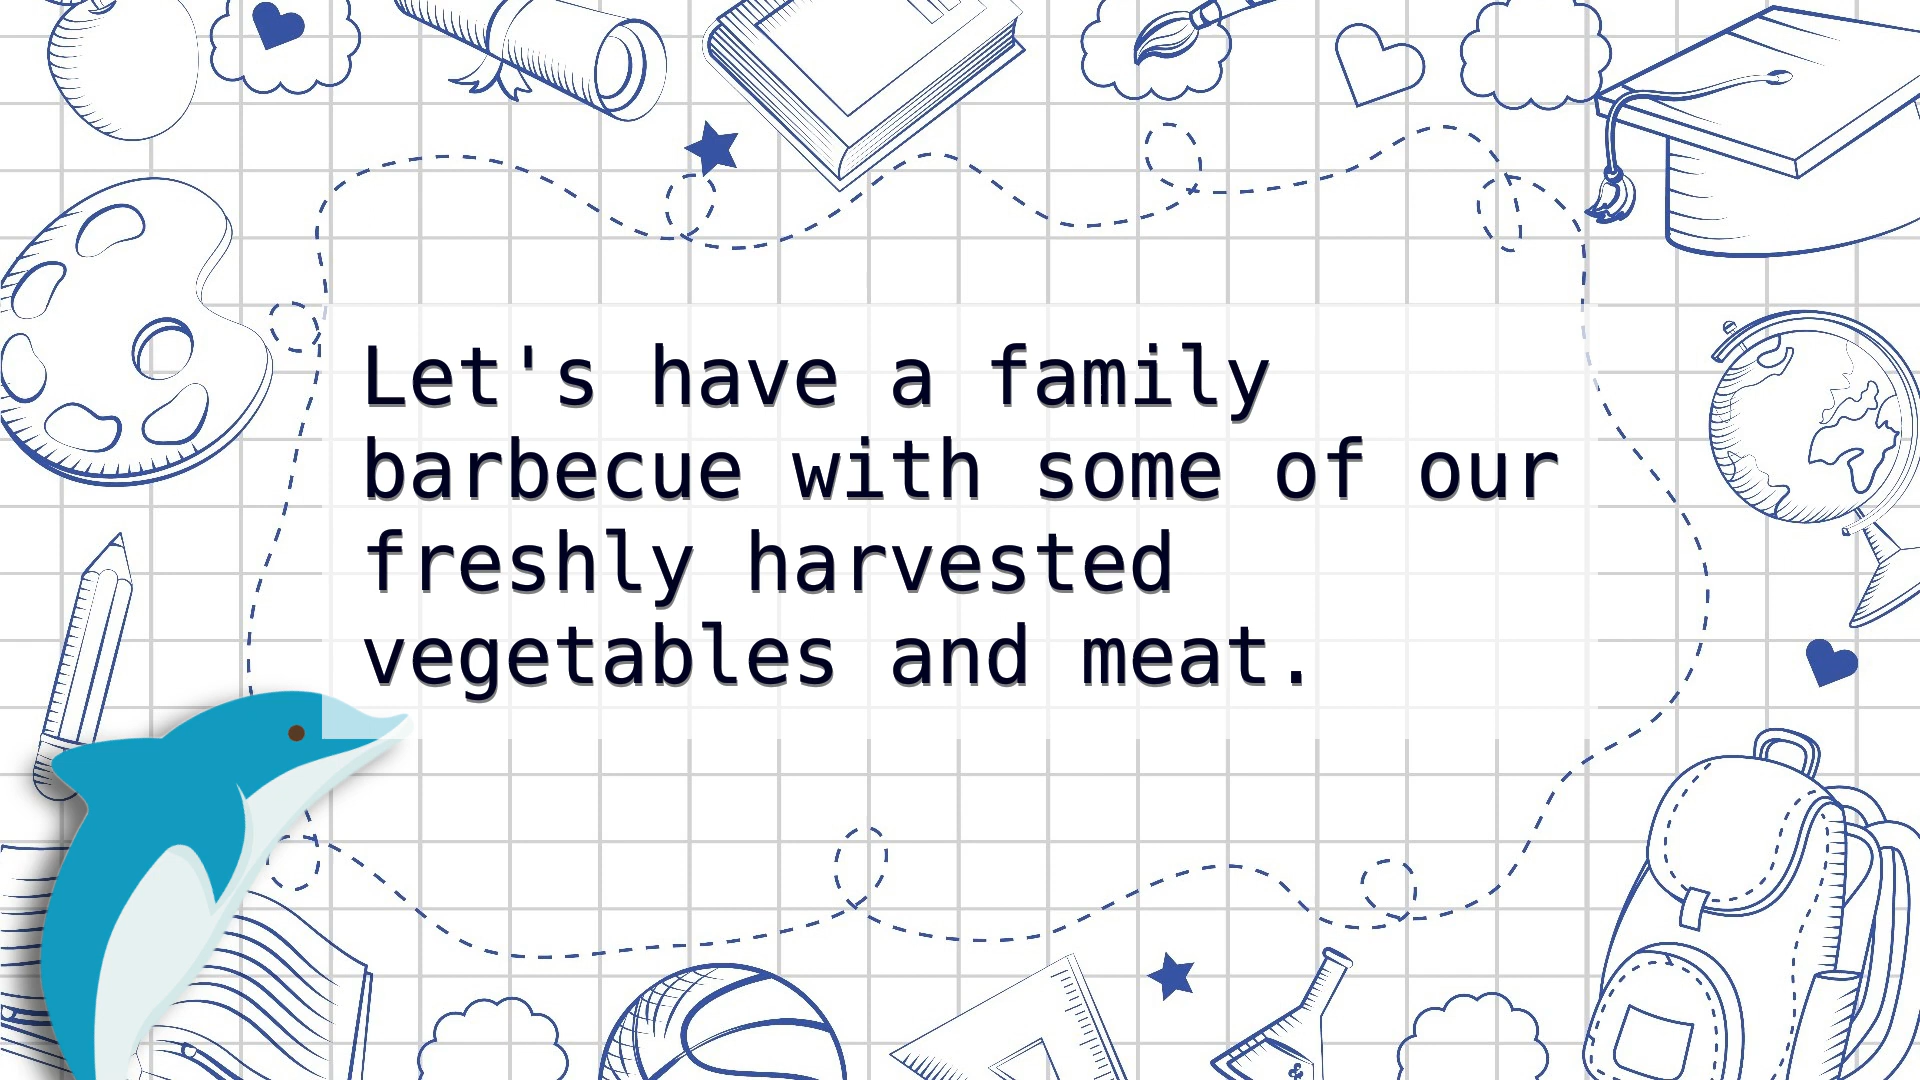 Let's have a family
barbecue with some of our
freshly harvested
vegetables and meat.